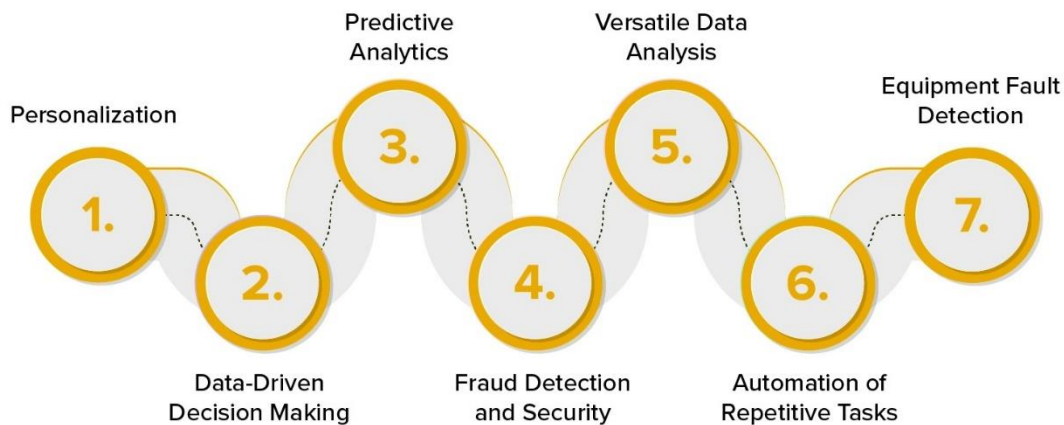 Personalization
1.
Data-Driven
Decision Making
2.
Predictive
Analytics
3.
Fraud Detection
and Security
4.
Versatile Data
Analysis
5.
Automation of
Repetitive Tasks
6.
Equipment Fault
Detection
7.